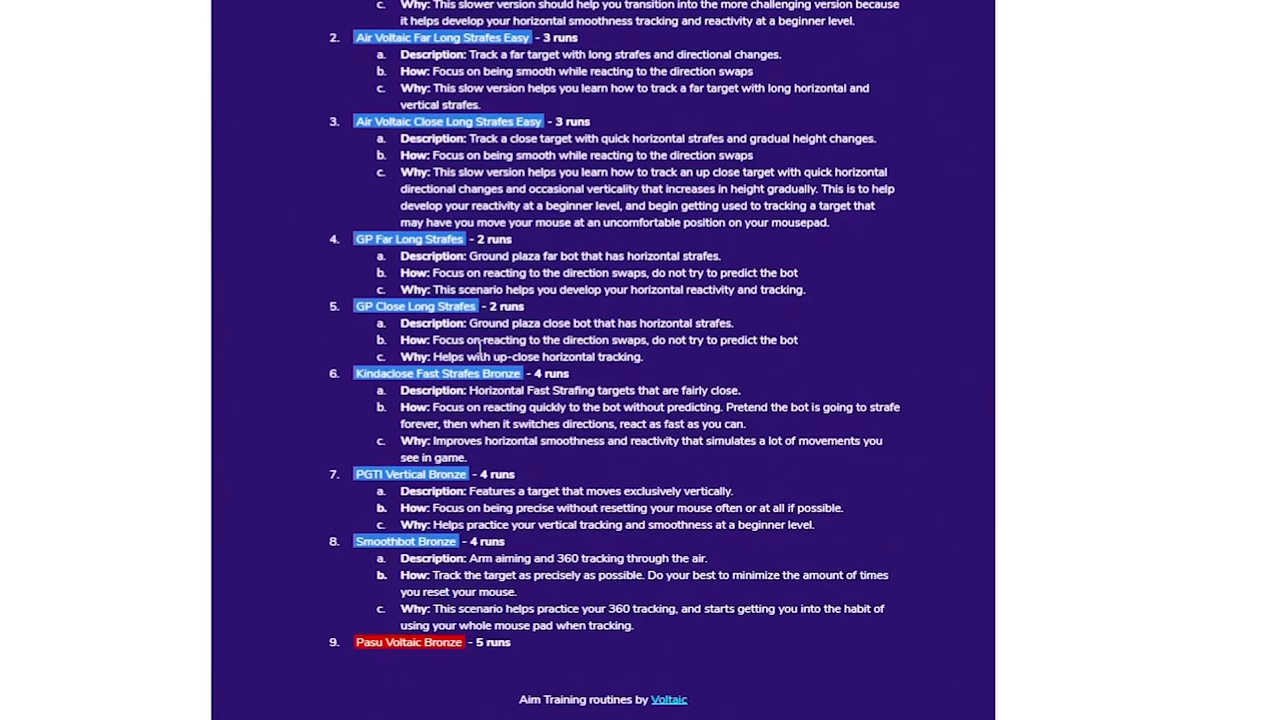 c. Why: This slower version should help you transition into the more challenging version because
it helps develop your horizontal smoothness tracking and reactivity at a beginner level.
2. Air Voltaic Far Long Strafes Easy - 3 runs
a. Description: Track a far target with long strafes and directional changes.
b. How: Focus on being smooth while reacting to the direction swaps
c. Why: This slow version helps you learn how to track a far target with long horizontal and
vertical strafes.
3. Air Voltaic Close Long Strafes Easy - 3 runs
a. Description: Track a close target with quick horizontal strafes and gradual height changes.
b. How: Focus on being smooth while reacting to the direction swaps
c. Why: This slow version helps you learn how to track an up close target with quick horizontal
directional changes and occasional verticality that increases in height gradually. This is to help
develop your reactivity at a beginner level, and begin getting used to tracking a target that
may have you move your mouse at an uncomfortable position on your mousepad.
4. GP Far Long Strafes - 2 runs
a. Description: Ground plaza far bot that has horizontal strafes.
b. How: Focus on reacting to the direction swaps, do not try to predict the bot
c. Why: This scenario helps you develop your horizontal reactivity and tracking.
5. GP Close Long Strafes - 2 runs
a. Description: Ground plaza close bot that has horizontal strafes.
b. How: Focus on reacting to the direction swaps, do not try to predict the bot
c. Why: Helps with up-close horizontal tracking.
6. Kindaclose Fast Strafes Bronze - 4 runs
a. Description: Horizontal Fast Strafing targets that are fairly close.
b. How: Focus on reacting quickly to the bot without predicting. Pretend the bot is going to strafe
forever, then when it switches directions, react as fast as you can.
c. Why: Improves horizontal smoothness and reactivity that simulates a lot of movements you
see in game.
7. PGTI Vertical Bronze - 4 runs
a. Description: Features a target that moves exclusively vertically.
b. How: Focus on being precise without resetting your mouse often or at all if possible.
c. Why: Helps practice your vertical tracking and smoothness at a beginner level.
8. Smoothbot Bronze - 4 runs
a. Description: Arm aiming and 360 tracking through the air.
b. How: Track the target as precisely as possible. Do your best to minimize the amount of times
you reset your mouse.
c. Why: This scenario helps practice your 360 tracking, and starts getting you into the habit of
using your whole mouse pad when tracking.
9. Pasu Voltaic Bronze - 5 runs
Aim Training routines by Voltaic